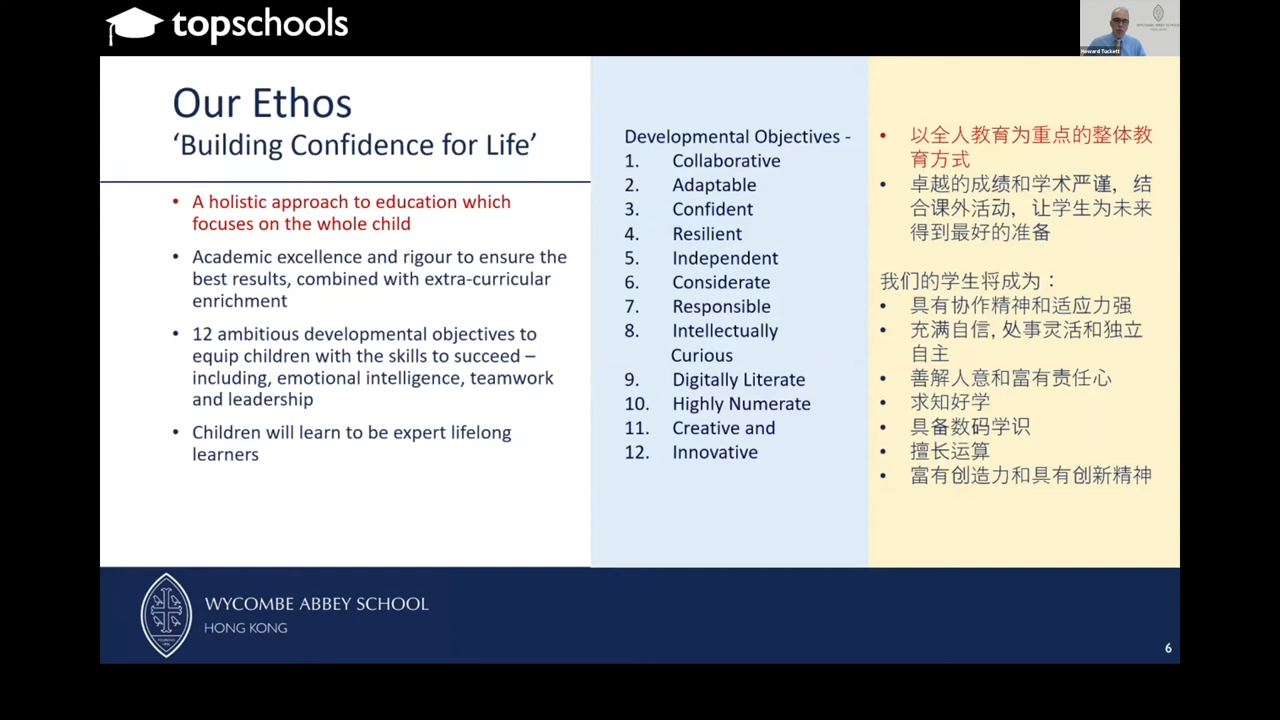 topschools
WYCOMBE ABBEY SCHOOL
HONG KONG
Howard Tuckett
Our Ethos
‘Building Confidence for Life’
• A holistic approach to education which
focuses on the whole child
• Academic excellence and rigour to ensure the
best results, combined with extra-curricular
enrichment
• 12 ambitious developmental objectives to
equip children with the skills to succeed –
including, emotional intelligence, teamwork
and leadership
• Children will learn to be expert lifelong
learners
Developmental Objectives -
1. Collaborative
2. Adaptable
3. Confident
4. Resilient
5. Independent
6. Considerate
7. Responsible
8. Intellectually
Curious
9. Digitally Literate
10. Highly Numerate
11. Creative and
12. Innovative
• 以全人教育为重点的整体教
育方式
• 卓越的成绩和学术严谨，结
合课外活动，让学生为未来
得到最好的准备
我们的学生将成为：
• 具有协作精神和适应力强
• 充满自信, 处事灵活和独立
自主
• 善解人意和富有责任心
• 求知好学
• 具备数码学识
• 擅长运算
• 富有创造力和具有创新精神
WYCOMBE ABBEY SCHOOL
HONG KONG
6